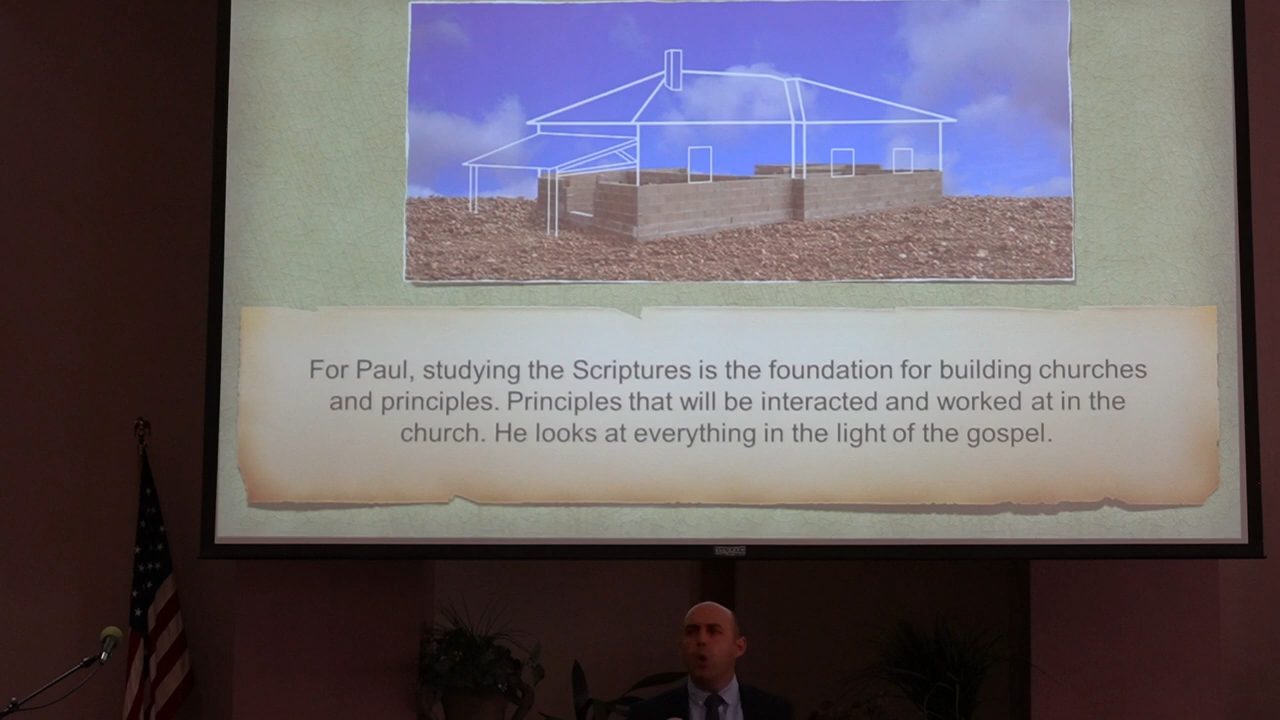 For Paul, studying the Scriptures is the foundation for building churches
and principles. Principles that will be interacted and worked at in the
church. He looks at everything in the light of the gospel.